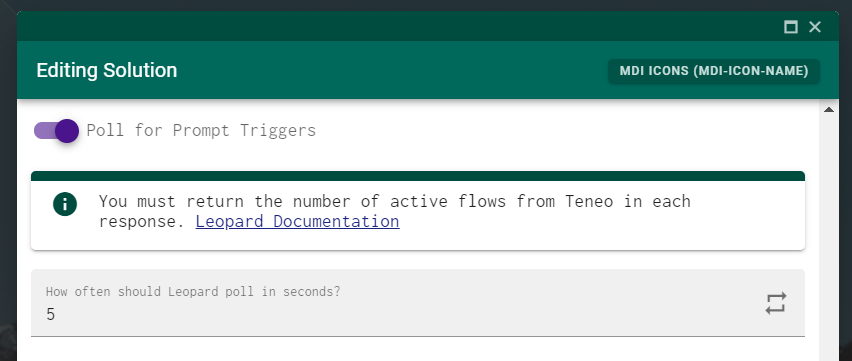 Editing Solution
MDI ICONS (MDI-ICON-NAME)
Poll for Prompt Triggers
You must return the number of active flows from Teneo in each
response. Leopard Documentation
How often should Leopard poll in seconds?
5